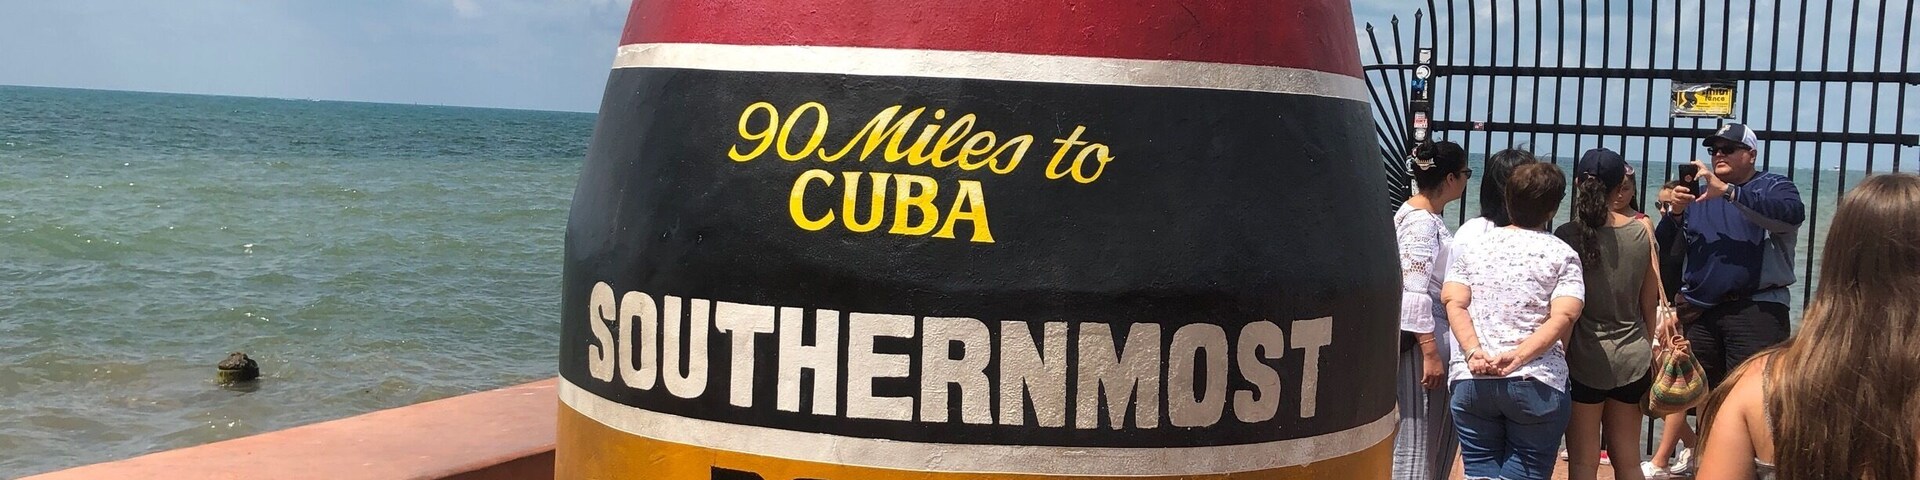 90 Miles to
CUBA
SOUTHERNMOST